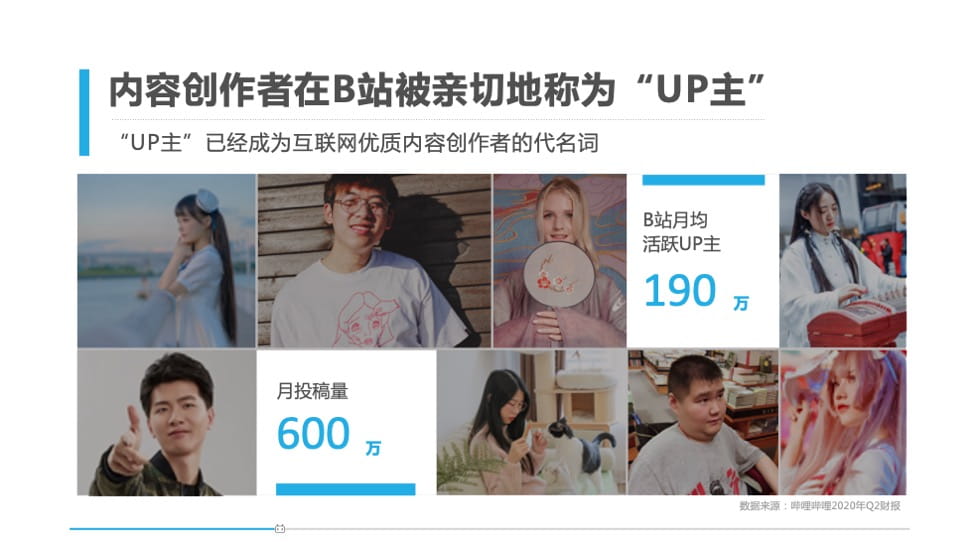 内容创作者在B站被亲切地称为“UP主”
“UP主”已经成为互联网优质内容创作者的代名词
B站月均
活跃UP主
190 万
月投稿量
600 万
数据来源：哔哩哔哩2020年Q2财报